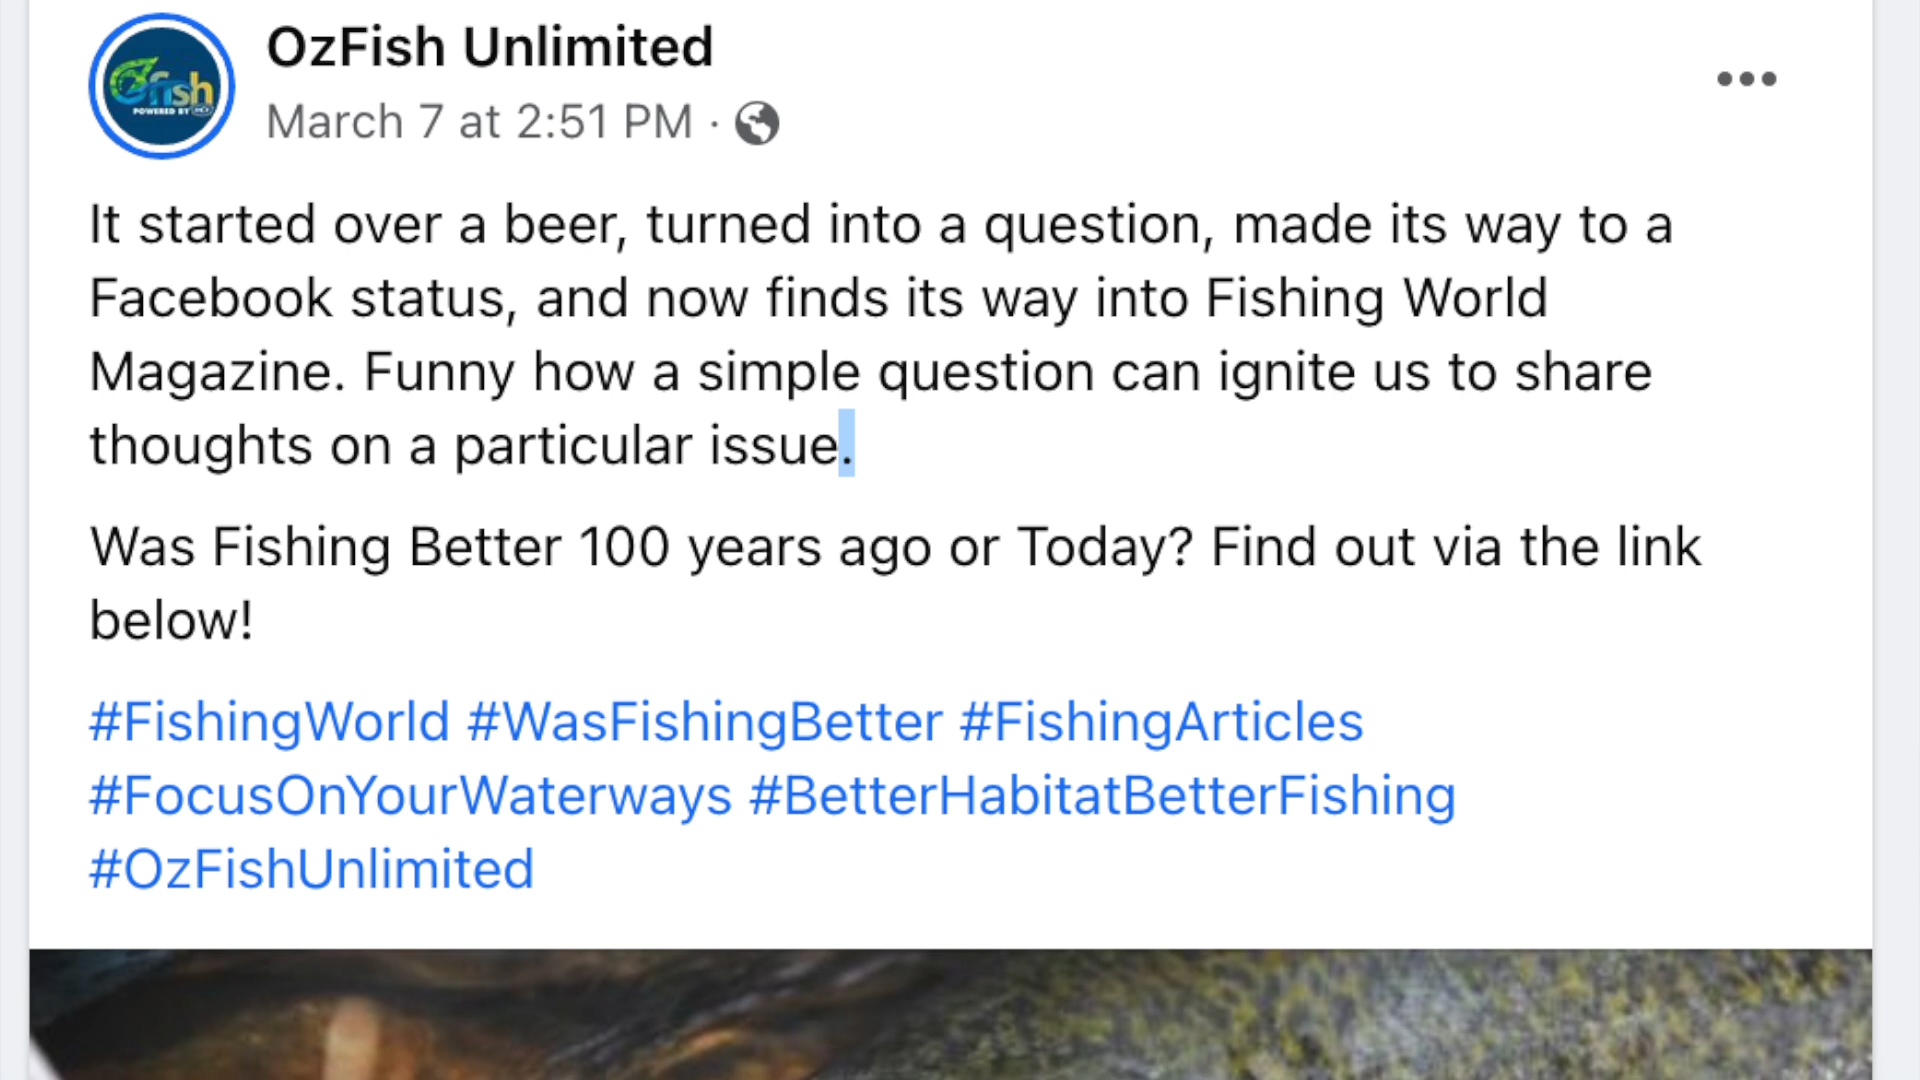 OzFish Unlimited
March 7 at 2:51 PM ·
Ozfish
POWERED BY
It started over a beer, turned into a question, made its way to a
Facebook status, and now finds its way into Fishing World
Magazine. Funny how a simple question can ignite us to share
thoughts on a particular issue.
Was Fishing Better 100 years ago or Today? Find out via the link
below!
#FishingWorld #WasFishingBetter #FishingArticles
#FocusOnYourWaterways #BetterHabitatBetterFishing
#OzFishUnlimited